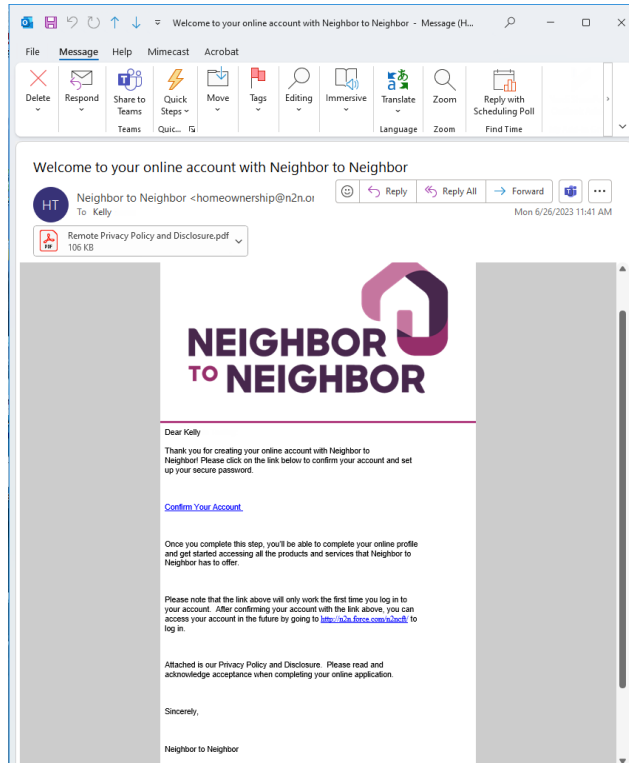 Welcome to your online account with Neighbor to Neighbor - Message (H...
File Message Help Mimecast Acrobat
Delete
Respond
Share to Teams
Quick Steps
Move
Tags
Editing
Immersive
Translate
Zoom
Reply with Scheduling Poll
Teams
Quic...
Language
Zoom
Find Time
Welcome to your online account with Neighbor to Neighbor
HT
Neighbor to Neighbor <homeownership@n2n.or
Reply
Reply All
Forward
To Kelly
Mon 6/26/2023 11:41 AM
PDF
Remote Privacy Policy and Disclosure.pdf
106 KB
NEIGHBOR
TO NEIGHBOR
Dear Kelly
Thank you for creating your online account with Neighbor to
Neighbor! Please click on the link below to confirm your account and set
up your secure password.
Confirm Your Account
Once you complete this step, you'll be able to complete your online profile
and get started accessing all the products and services that Neighbor to
Neighbor has to offer.
Please note that the link above will only work the first time you log in to
your account. After confirming your account with the link above, you can
access your account in the future by going to http://n2n.force.com/n2ncft/ to
log in.
Attached is our Privacy Policy and Disclosure. Please read and
acknowledge acceptance when completing your online application.
Sincerely,
Neighbor to Neighbor